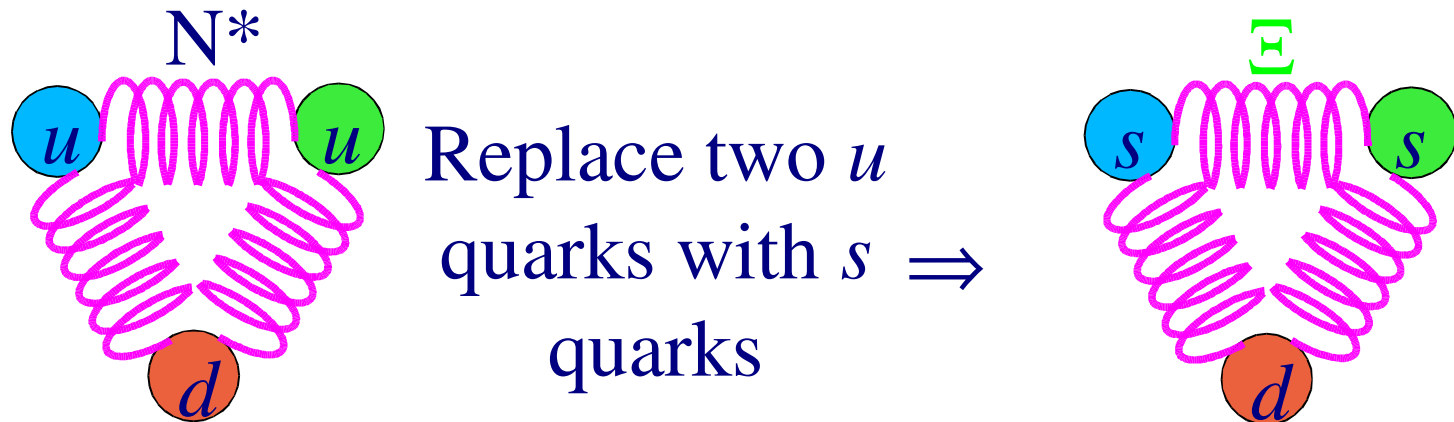 N*
Ξ
u
u
s
s
Replace two u
quarks with s ⇒
quarks
d
d